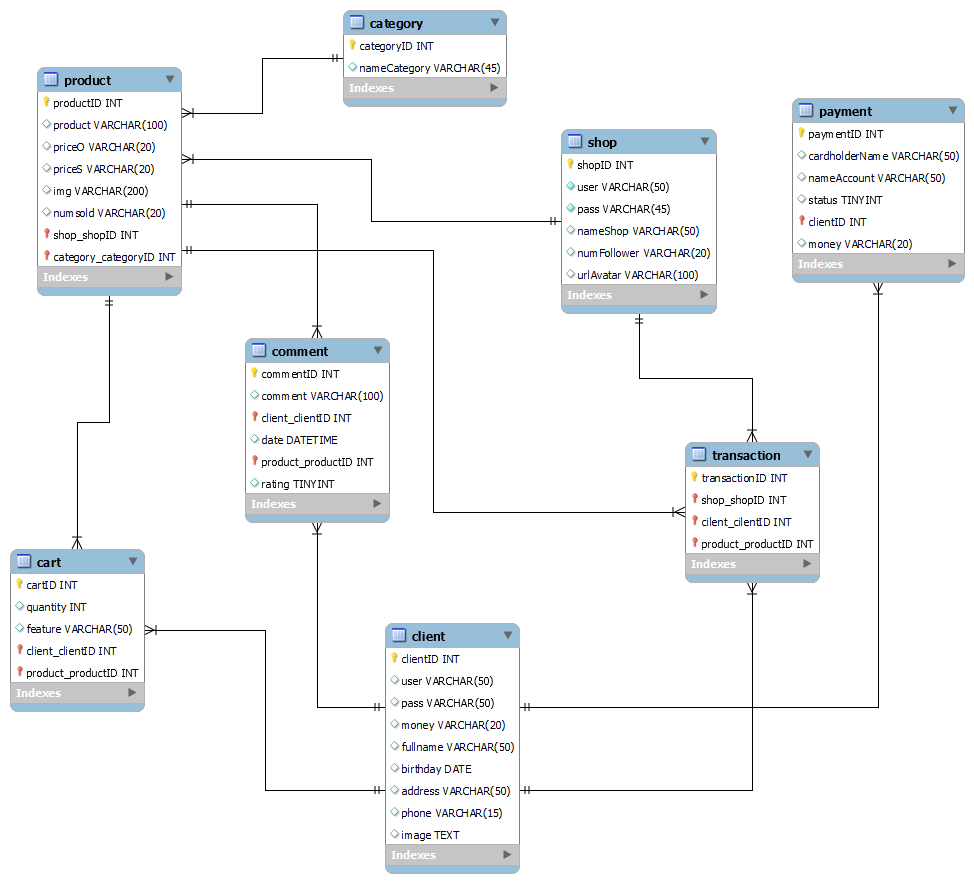 category
categoryID INT
nameCategory VARCHAR(45)
Indexes
product
productID INT
product VARCHAR(100)
priceO VARCHAR(20)
priceS VARCHAR(20)
img VARCHAR(200)
numsold VARCHAR(20)
shop_shopID INT
category_categoryID INT
Indexes
shop
shopID INT
user VARCHAR(50)
pass VARCHAR(45)
nameShop VARCHAR(50)
numFollower VARCHAR(20)
urlAvatar VARCHAR(100)
Indexes
payment
paymentID INT
cardholderName VARCHAR(50)
nameAccount VARCHAR(50)
status TINYINT
clientID INT
money VARCHAR(20)
Indexes
comment
commentID INT
comment VARCHAR(100)
client_clientID INT
date DATETIME
product_productID INT
rating TINYINT
Indexes
transaction
transactionID INT
shop_shopID INT
cilent_cilentID INT
product_productID INT
Indexes
cart
cartID INT
quantity INT
feature VARCHAR(50)
client_clientID INT
product_productID INT
Indexes
client
clientID INT
user VARCHAR(50)
pass VARCHAR(50)
money VARCHAR(20)
fullname VARCHAR(50)
birthday DATE
address VARCHAR(50)
phone VARCHAR(15)
image TEXT
Indexes